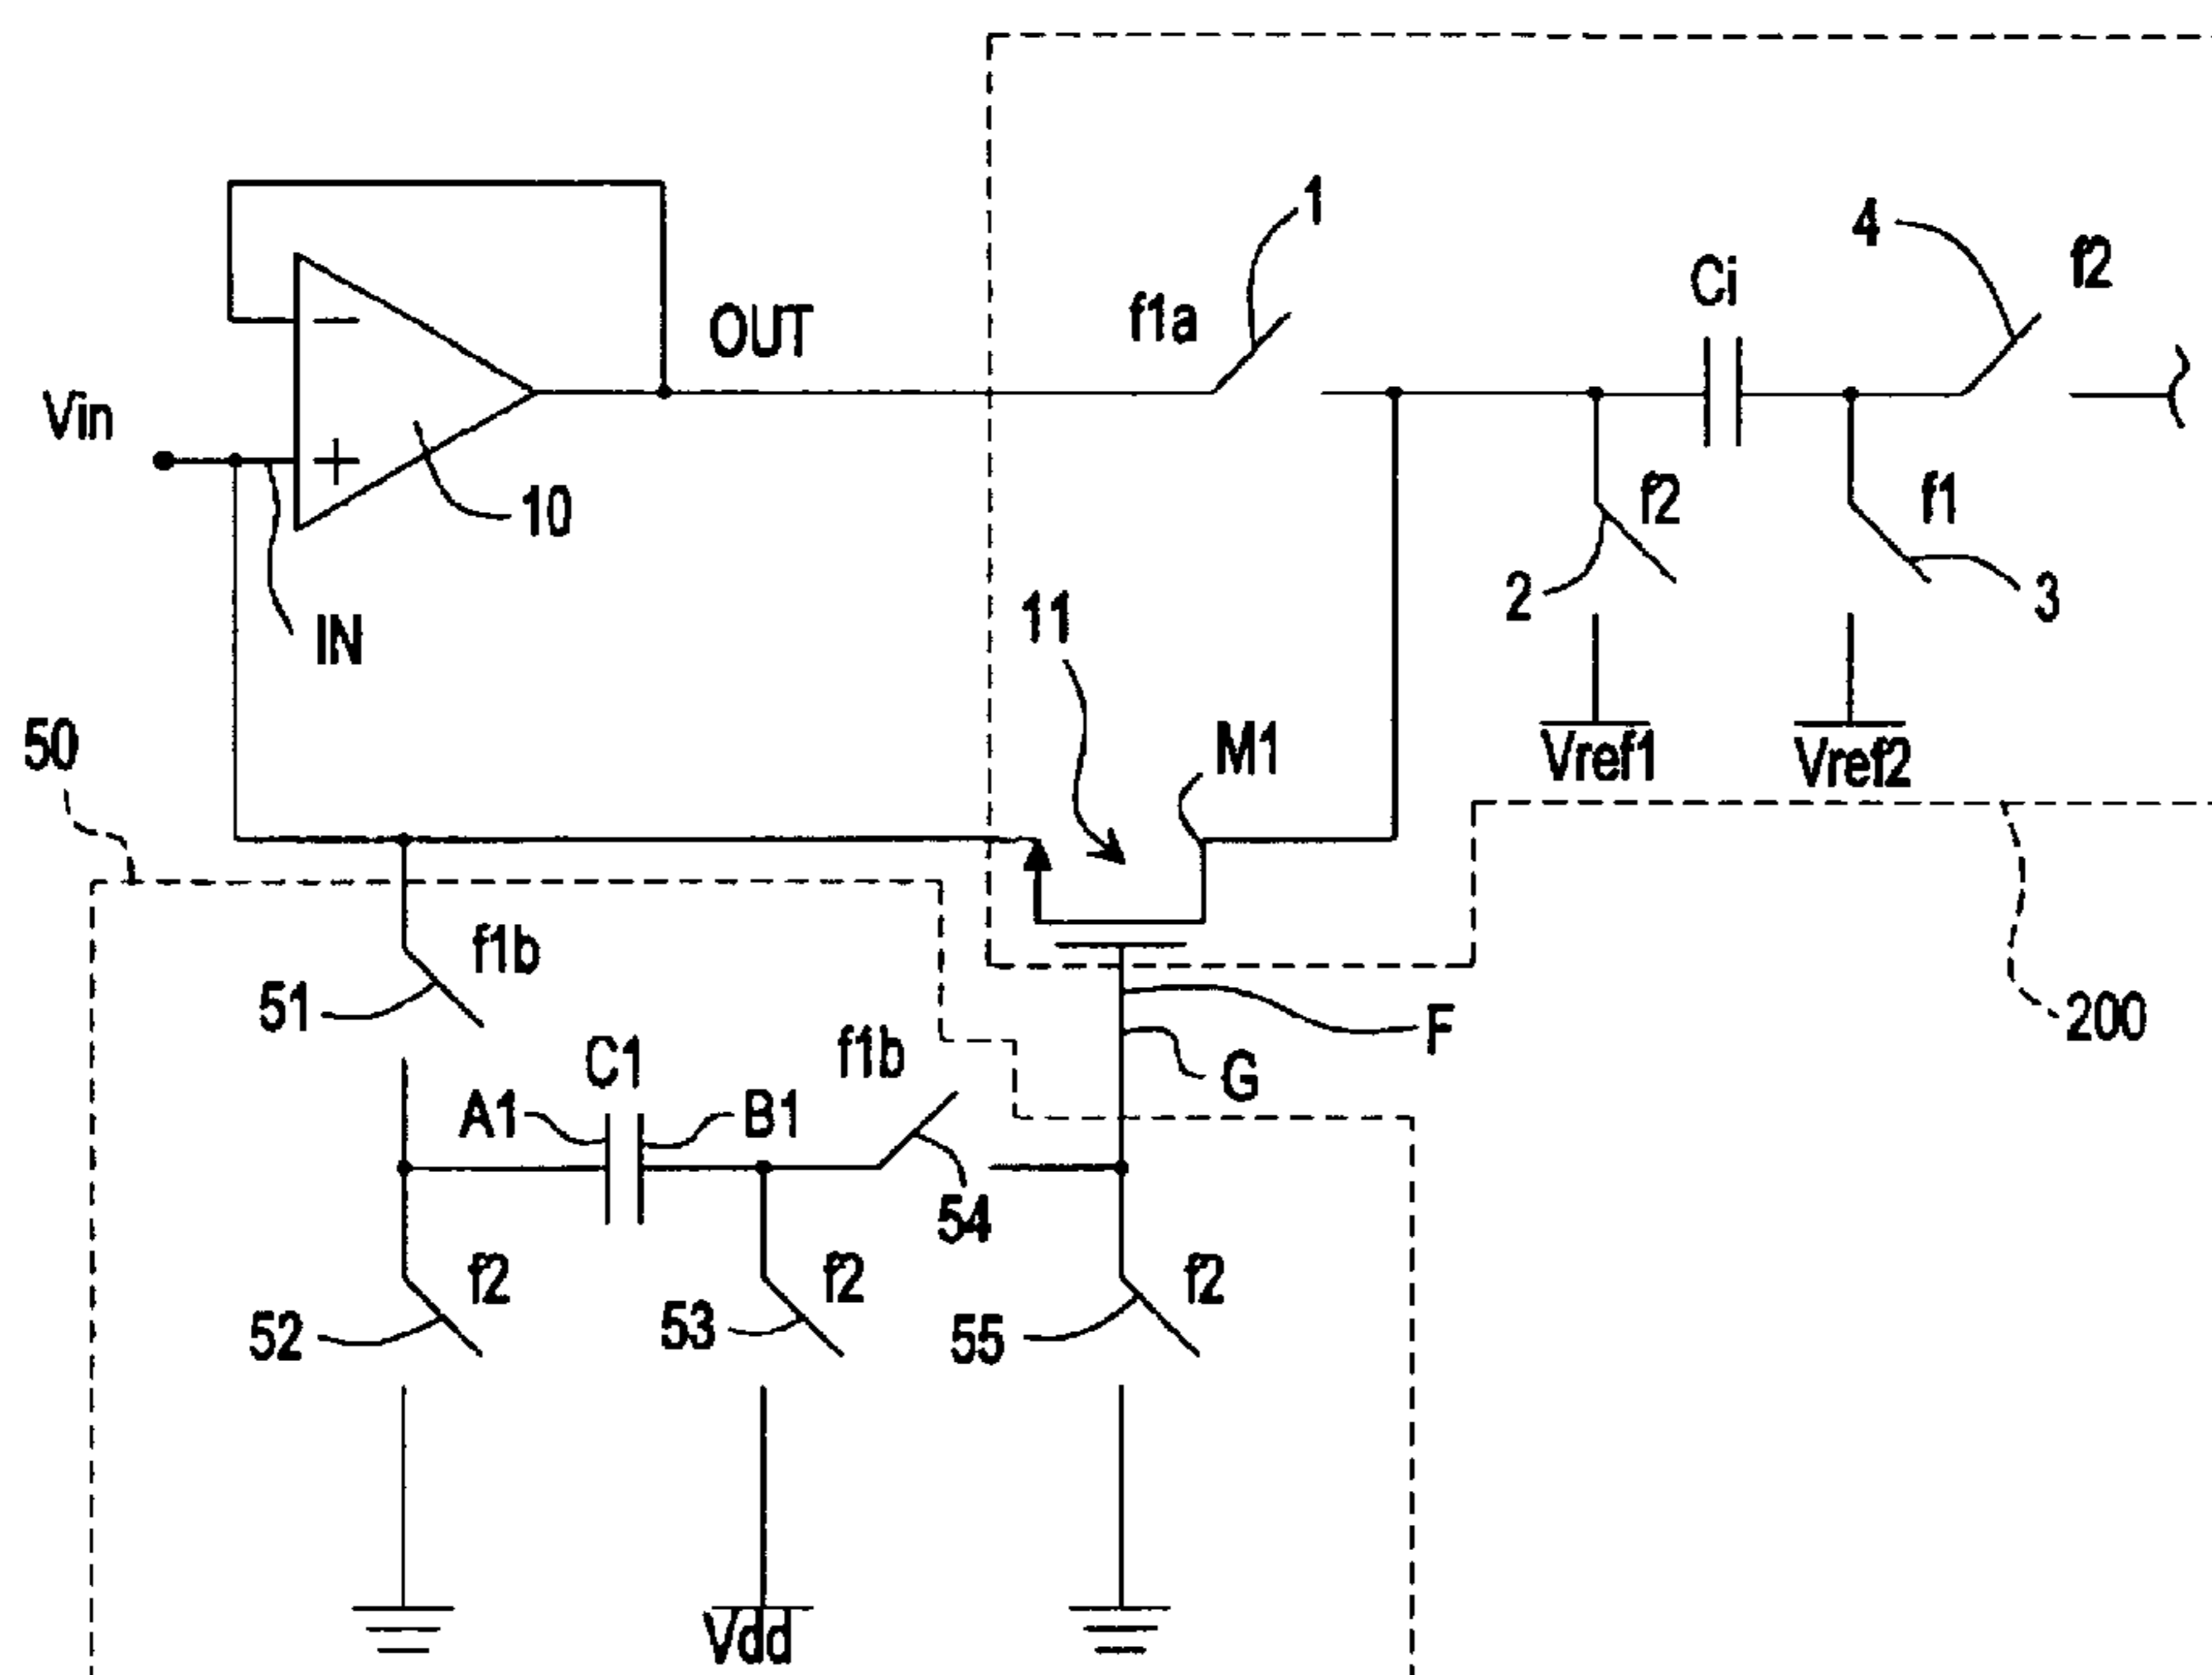 1
4
f2
Ci
f1a
OUT
Vin
−
+
10
f2
f1
2
3
11
IN
M1
Vref1
Vref2
50
f1b
51
F
200
C1
f1b
G
A1
B1
54
f2
f2
f2
52
53
55
Vdd